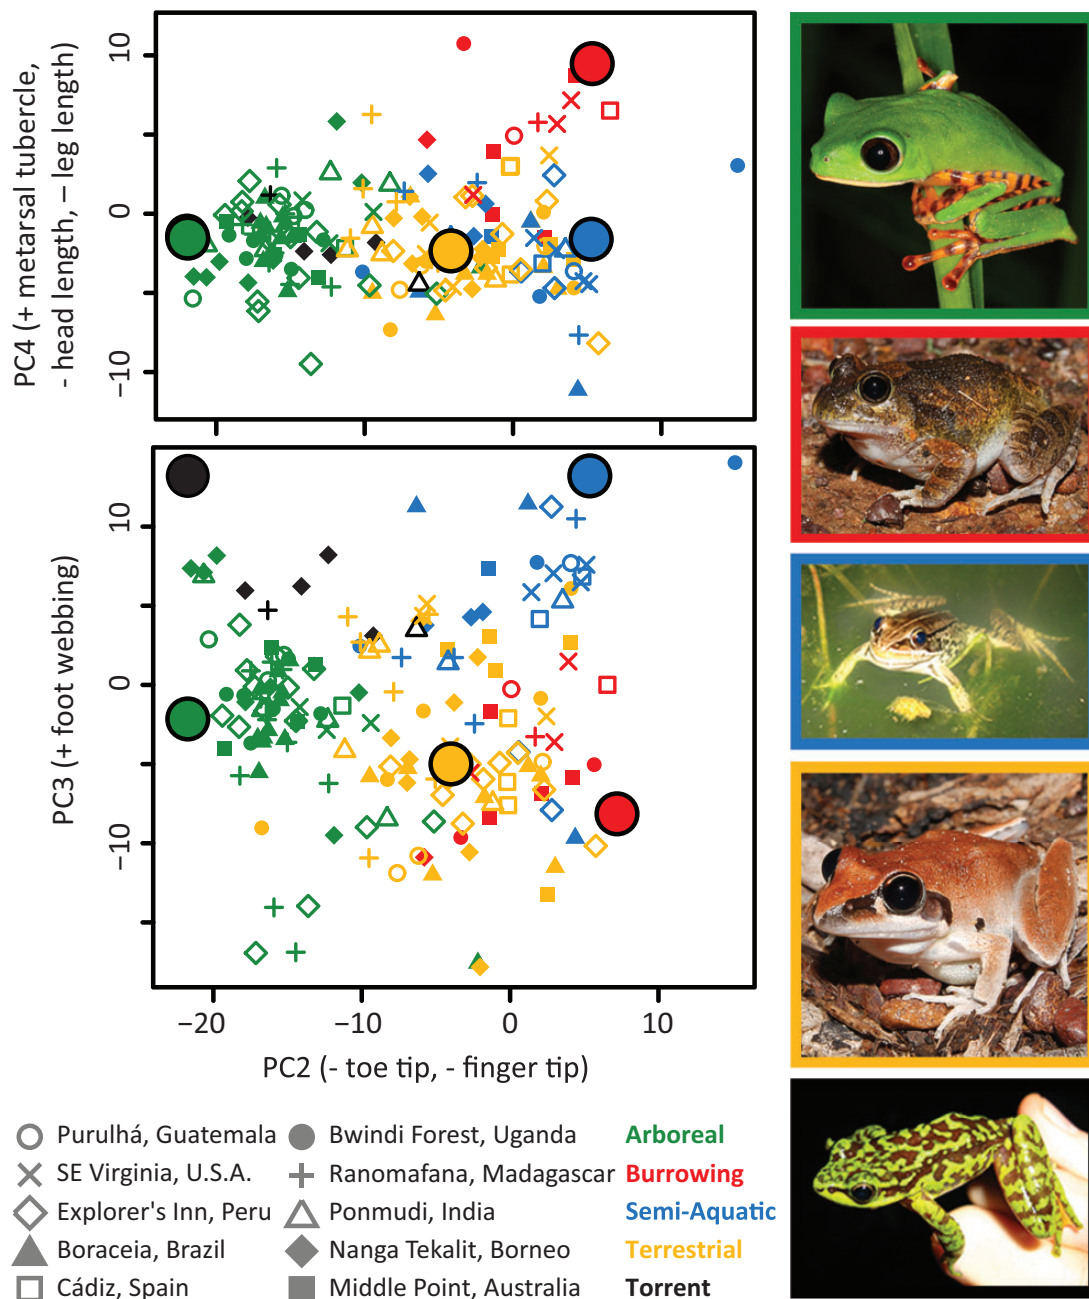 PC4 (+ metarsal tubercle,
- head length, – leg length)
10
0
−10
PC3 (+ foot webbing)
10
0
−10
−20
−10
0
10
PC2 (- toe tip, - finger tip)
Purulhá, Guatemala
Bwindi Forest, Uganda
Arboreal
SE Virginia, U.S.A.
Ranomafana, Madagascar
Burrowing
Explorer's Inn, Peru
Ponmudi, India
Semi-Aquatic
Boraceia, Brazil
Nanga Tekalit, Borneo
Terrestrial
Cádiz, Spain
Middle Point, Australia
Torrent